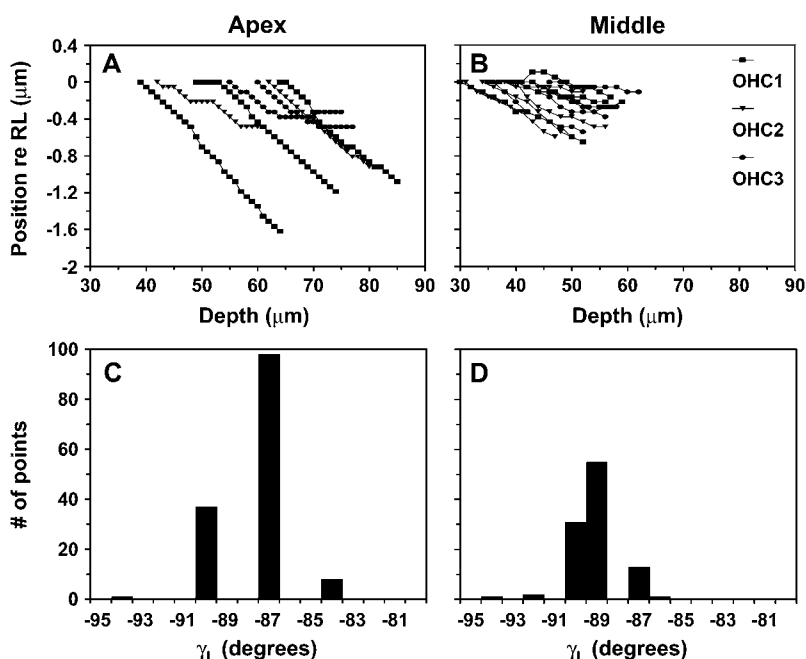 Apex
Middle
A
B
Position re RL (µm)
0.4
0
-0.4
-0.8
-1.2
-1.6
-2
30 40 50 60 70 80 90
30 40 50 60 70 80 90
Depth (µm)
Depth (µm)
OHC1
OHC2
OHC3
C
D
# of points
100
80
60
40
20
0
-95 -93 -91 -89 -87 -85 -83 -81
-95 -93 -91 -89 -87 -85 -83 -81
γL (degrees)
γL (degrees)